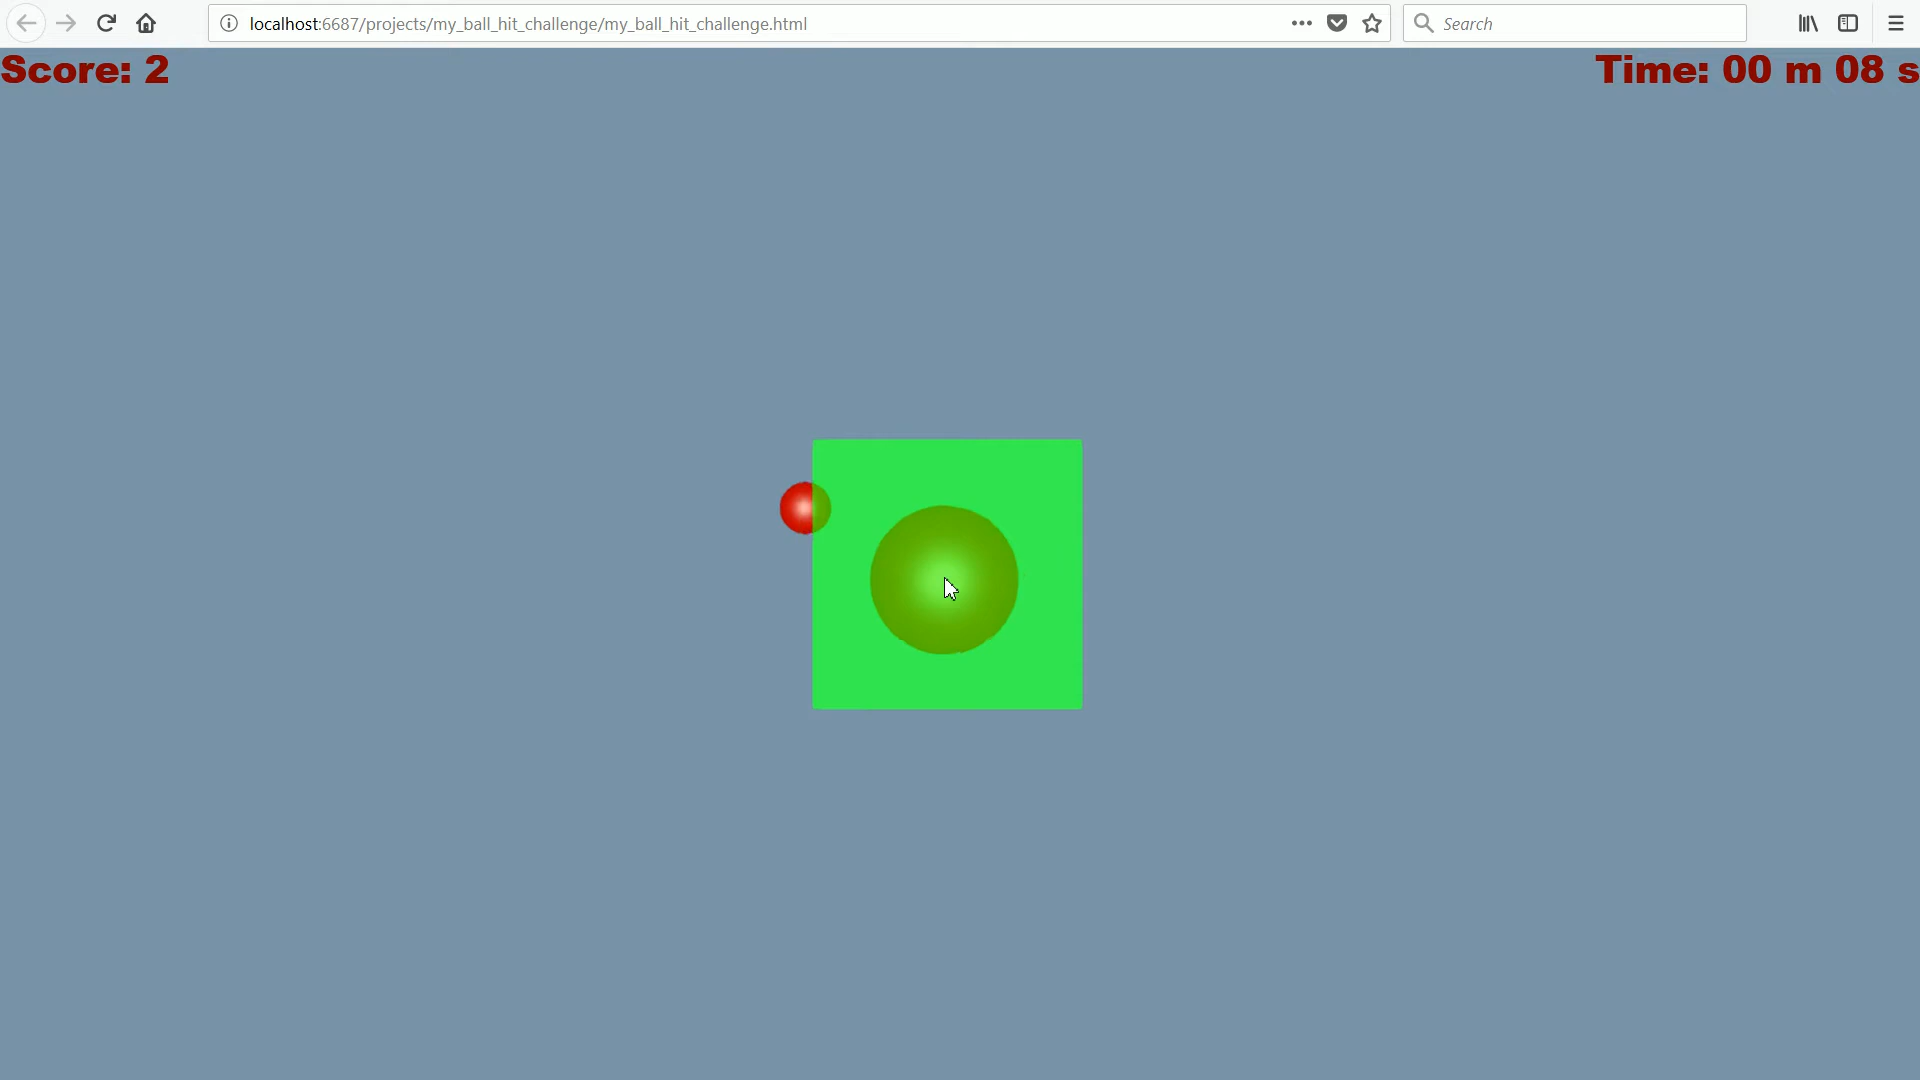 localhost:6687/projects/my_ball_hit_challenge/my_ball_hit_challenge.html
Search
Score: 2
Time: 00 m 08 s